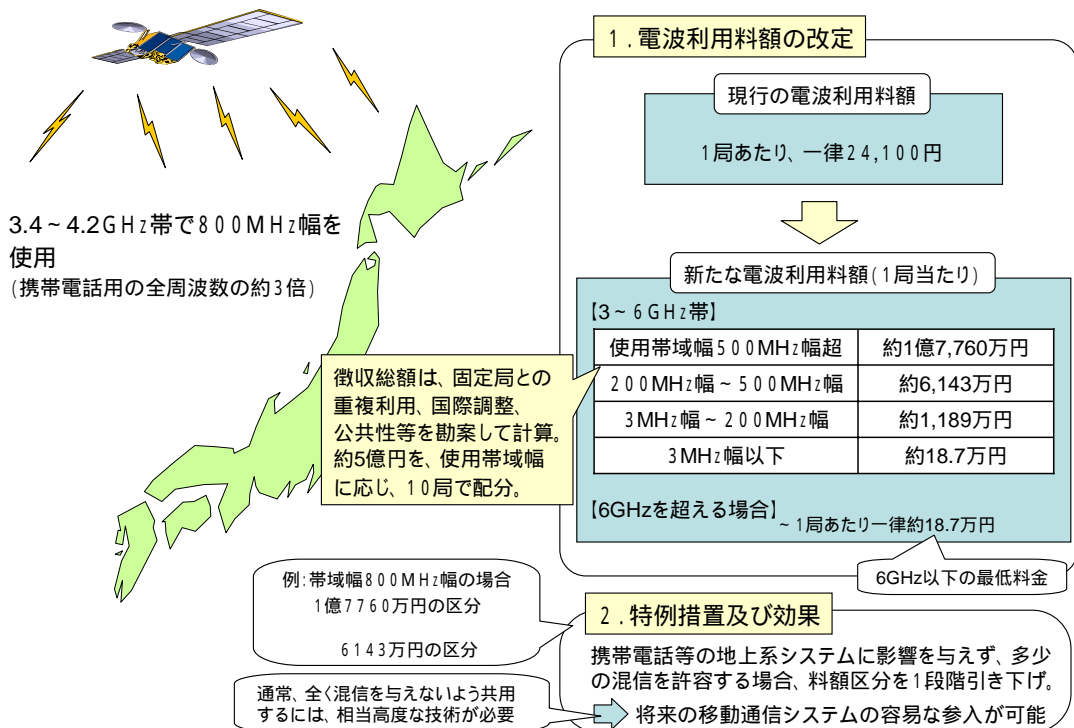 3.4~4.2GHz帯で800MHz幅を
使用
(携帯電話用の全周波数の約3倍)
1.電波利用料額の改定
現行の電波利用料額
1局あたり、一律24,100円
新たな電波利用料額(1局当たり)
【3~6GHz帯】
使用帯域幅500MHz幅超 約1億7,760万円
200MHz幅~500MHz幅 約6,143万円
3MHz幅~200MHz幅 約1,189万円
3MHz幅以下 約18.7万円
【6GHzを超える場合】
~1局あたり一律約18.7万円
6GHz以下の最低料金
徴収総額は、固定局との
重複利用、国際調整、
公共性等を勘案して計算。
約5億円を、使用帯域幅
に応じ、10局で配分。
例:帯域幅800MHz幅の場合
1億7760万円の区分
6143万円の区分
2.特例措置及び効果
携帯電話等の地上系システムに影響を与えず、多少
の混信を許容する場合、料額区分を1段階引き下げ。
将来の移動通信システムの容易な参入が可能
通常、全く混信を与えないよう共用
するには、相当高度な技術が必要